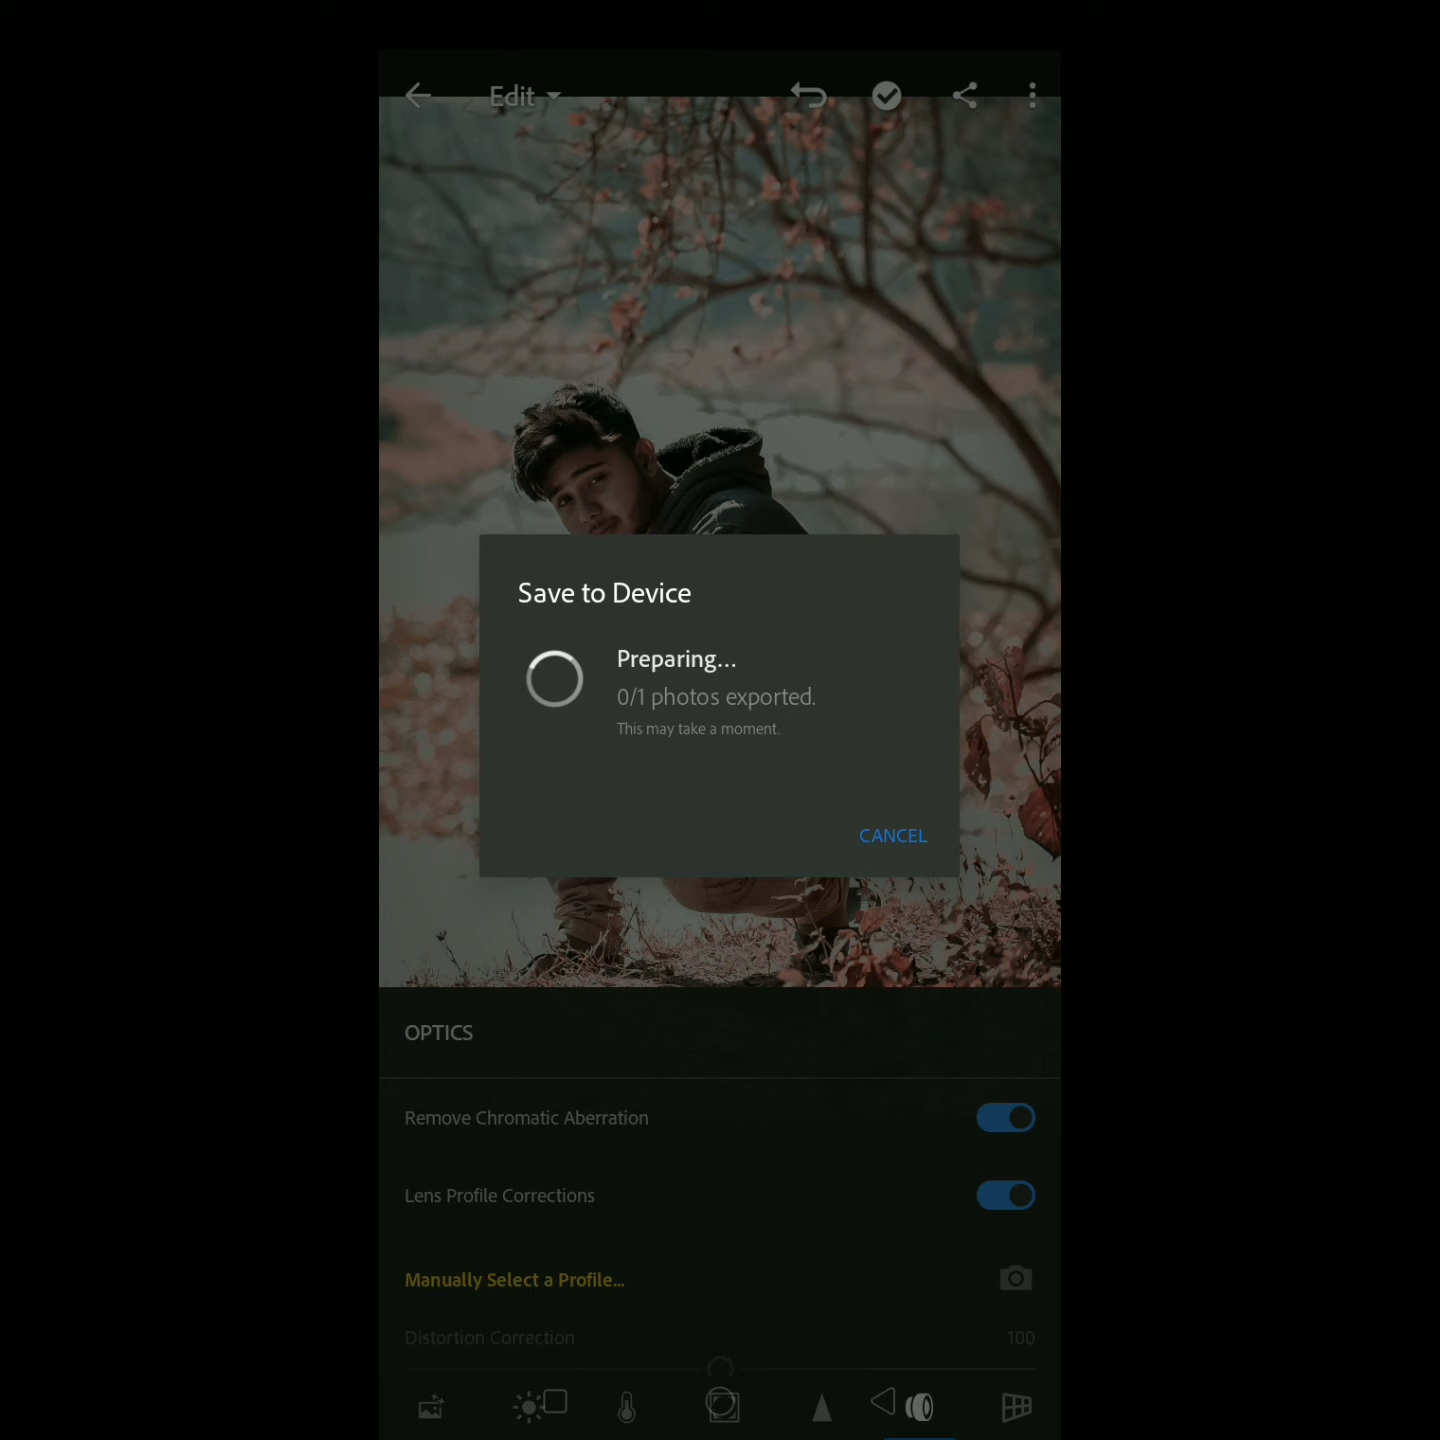 Edit
Save to Device
Preparing...
0/1 photos exported.
This may take a moment.
CANCEL
OPTICS
Remove Chromatic Aberration
Lens Profile Corrections
Manually Select a Profile...
Distortion Correction 100